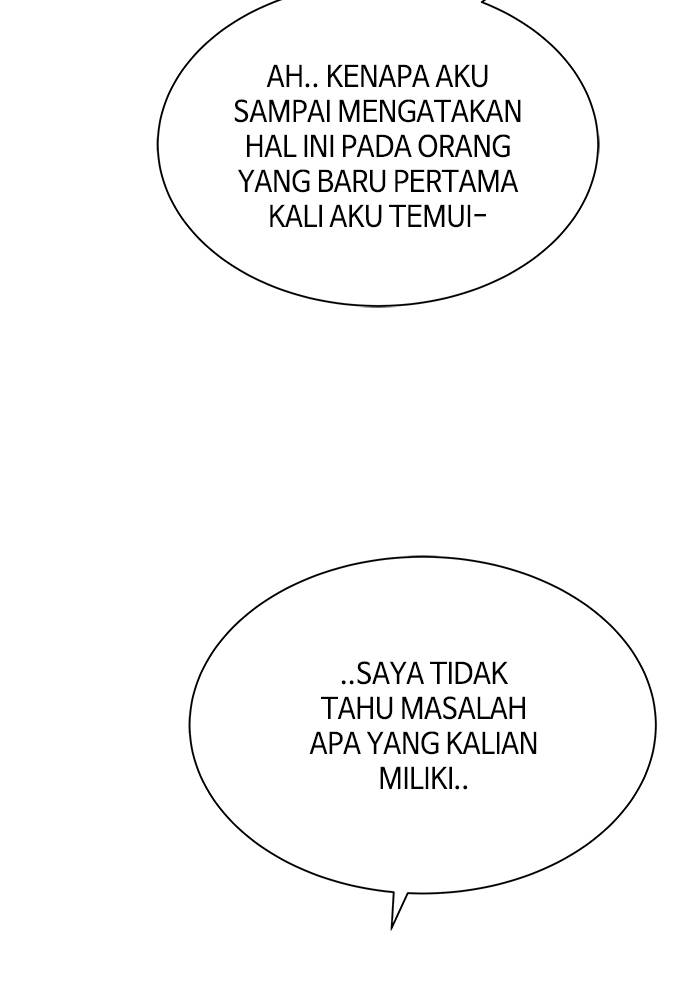 AH.. KENAPA AKU
SAMPAI MENGATAKAN
HAL INI PADA ORANG
YANG BARU PERTAMA
KALI AKU TEMUI-
..SAYA TIDAK
TAHU MASALAH
APA YANG KALIAN
MILIKI..